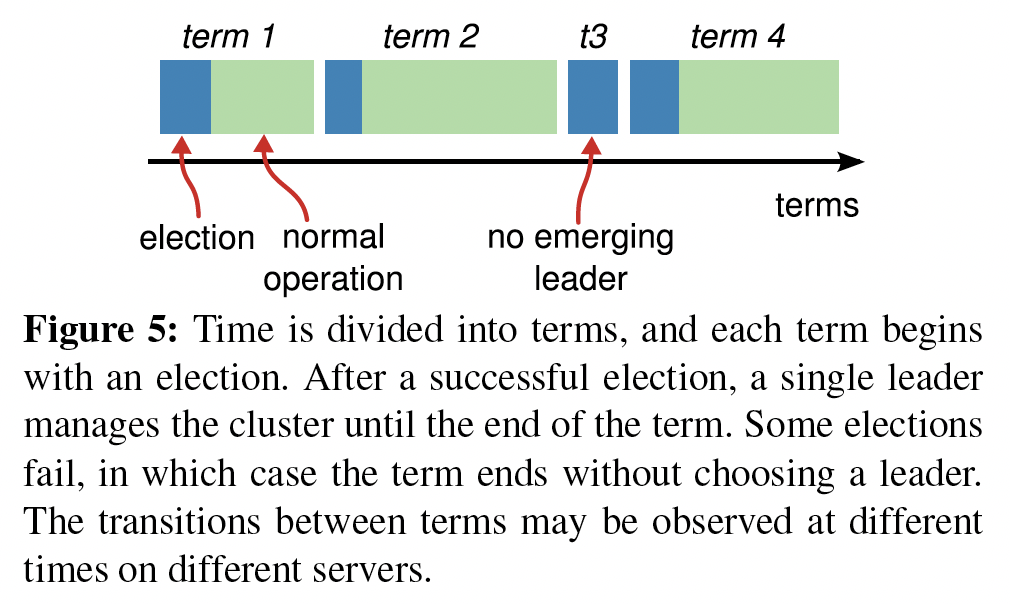 term 1 term 2 t3 term 4
terms
election normal operation no emerging leader
Figure 5: Time is divided into terms, and each term begins
with an election. After a successful election, a single leader
manages the cluster until the end of the term. Some elections
fail, in which case the term ends without choosing a leader.
The transitions between terms may be observed at different
times on different servers.